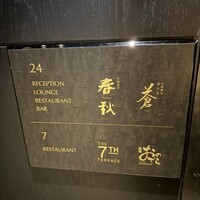 24
RECEPTION
LOUNGE
RESTAURANT
BAR
春秋
蒼
7
RESTAURANT
THE
7TH
TERRACE